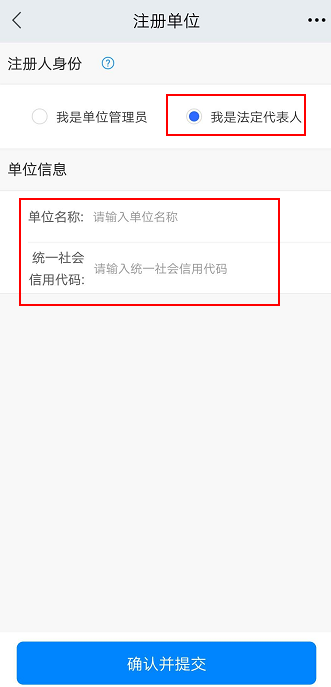 注册单位
注册人身份 ?
我是单位管理员 我是法定代表人
单位信息
单位名称: 请输入单位名称
统一社会
信用代码: 请输入统一社会信用代码
确认并提交